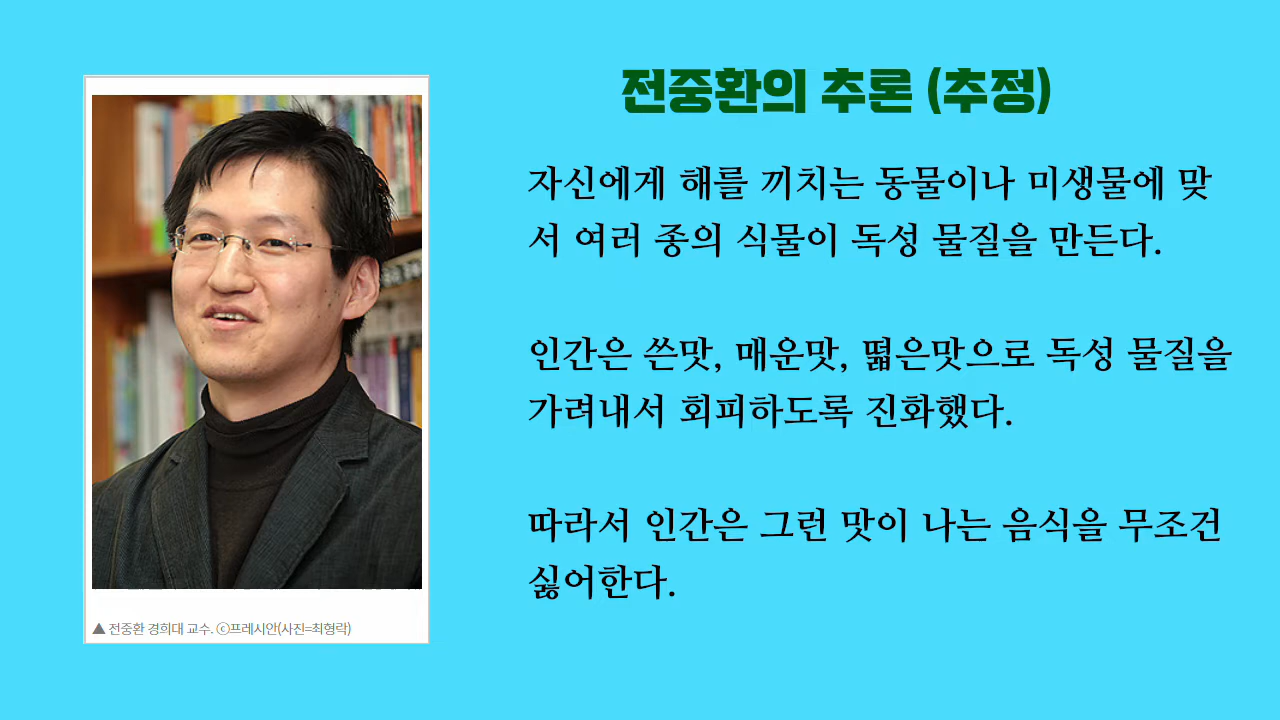 전중환의 추론 (추정)
자신에게 해를 끼치는 동물이나 미생물에 맞
서 여러 종의 식물이 독성 물질을 만든다.
인간은 쓴맛, 매운맛, 떫은맛으로 독성 물질을
가려내서 회피하도록 진화했다.
따라서 인간은 그런 맛이 나는 음식을 무조건
싫어한다.
▲ 전중환 경희대 교수. ⓒ프레시안(사진=최형락)